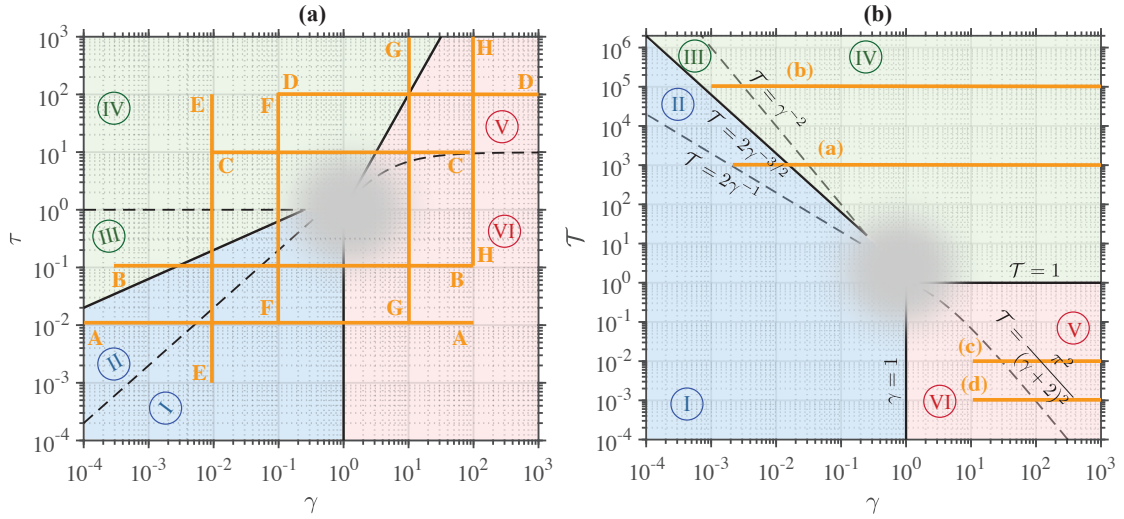 (a)
10^3
10^2
10^1
10^0
10^-1
10^-2
10^-3
10^-4
τ
10^-4
10^-3
10^-2
10^-1
10^0
10^1
10^2
10^3
γ
G
H
D
D
E
F
IV
V
C
C
III
VI
H
B
B
F
G
A
A
II
E
I
(b)
10^6
10^5
10^4
10^3
10^2
10^1
10^0
10^-1
10^-2
10^-3
10^-4
𝒯
10^-4
10^-3
10^-2
10^-1
10^0
10^1
10^2
10^3
γ
III
IV
(b)
II
𝒯 = γ^-2
𝒯 = 2γ^-3/2
(a)
𝒯 = 2γ^-1
𝒯 = 1
V
𝒯 = π^2/(γ + 2)^2
(c)
γ = 1
(d)
I
VI